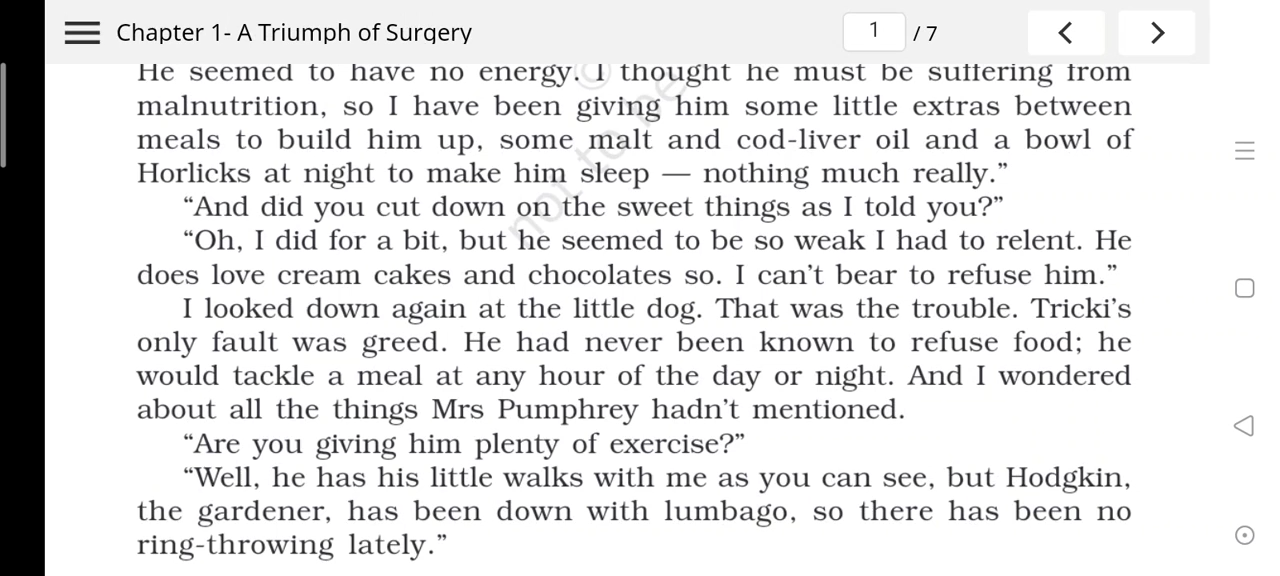 Chapter 1- A Triumph of Surgery
1 / 7
He seemed to have no energy. I thought he must be suffering from
malnutrition, so I have been giving him some little extras between
meals to build him up, some malt and cod-liver oil and a bowl of
Horlicks at night to make him sleep — nothing much really.”
“And did you cut down on the sweet things as I told you?”
“Oh, I did for a bit, but he seemed to be so weak I had to relent. He
does love cream cakes and chocolates so. I can’t bear to refuse him.”
I looked down again at the little dog. That was the trouble. Tricki’s
only fault was greed. He had never been known to refuse food; he
would tackle a meal at any hour of the day or night. And I wondered
about all the things Mrs Pumphrey hadn’t mentioned.
“Are you giving him plenty of exercise?”
“Well, he has his little walks with me as you can see, but Hodgkin,
the gardener, has been down with lumbago, so there has been no
ring-throwing lately.”
©
not to be